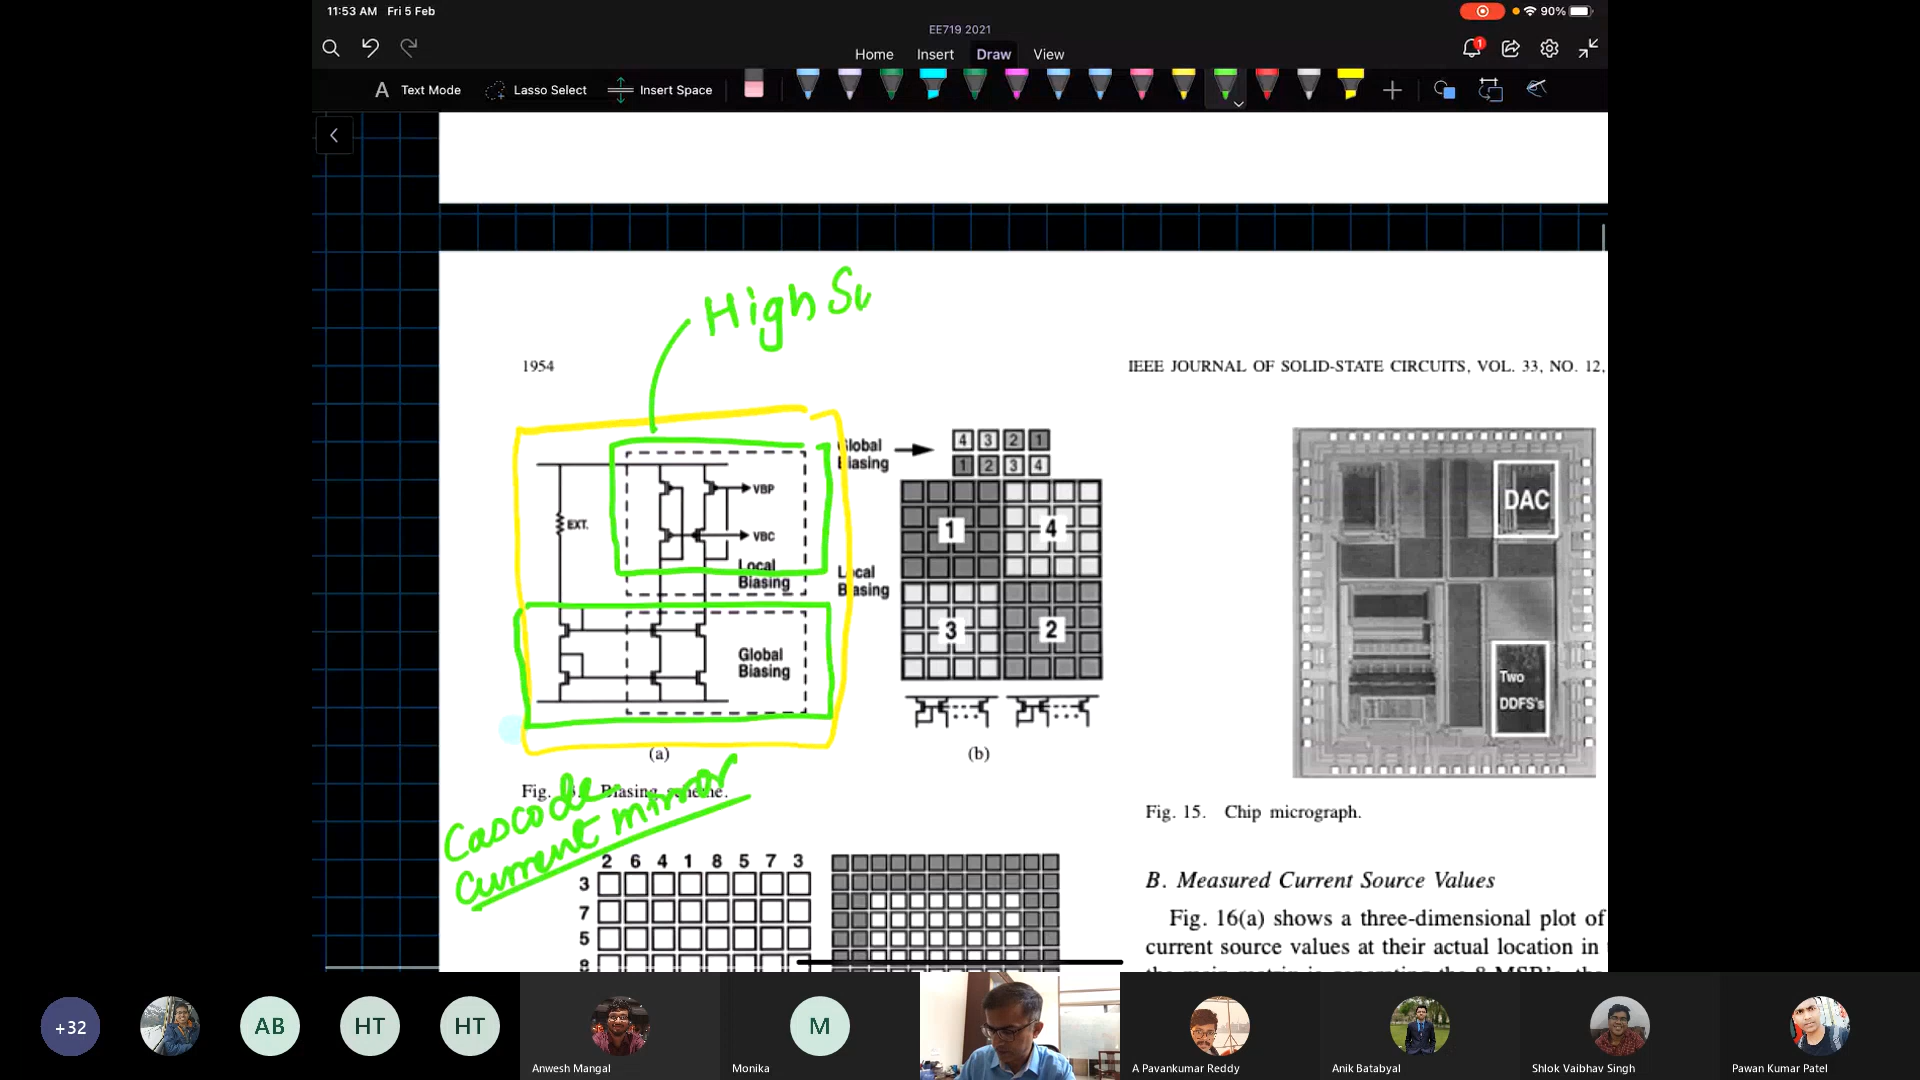 11:53 AM Fri 5 Feb
90%
EE719 2021
Home Insert Draw View
1
A Text Mode Lasso Select Insert Space
High Sw
1954
IEEE JOURNAL OF SOLID-STATE CIRCUITS, VOL. 33, NO. 12,
EXT.
VBP
VBC
Local
Biasing
Global
Biasing
(a)
Global
Biasing
4 3 2 1
1 2 3 4
Local
Biasing
1 4
3 2
(b)
DAC
Two
DDFS's
Fig. Biasing scheme.
Cascode
current mirror
Fig. 15. Chip micrograph.
2 6 4 1 8 5 7 3
3
7
5
8
B. Measured Current Source Values
Fig. 16(a) shows a three-dimensional plot of
current source values at their actual location in
+32
AB
HT
HT
Anwesh Mangal
M
Monika
A Pavankumar Reddy
Anik Batabyal
Shlok Vaibhav Singh
Pawan Kumar Patel